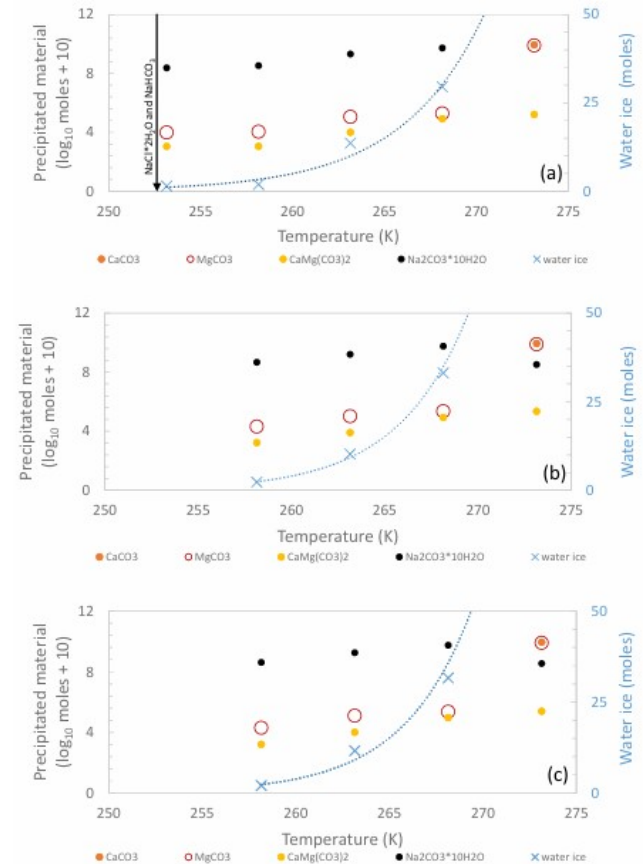 12
8
4
0
50
25
0
Precipitated material
(log₁₀ moles + 10)
NaCl*2H₂O and NaHCO₃
Water ice (moles)
(a)
250 255 260 265 270 275
Temperature (K)
CaCO3 MgCO3 CaMg(CO3)2 Na2CO3*10H2O water ice
12
8
4
0
50
25
0
Precipitated material
(log₁₀ moles + 10)
Water ice (moles)
(b)
250 255 260 265 270 275
Temperature (K)
CaCO3 MgCO3 CaMg(CO3)2 Na2CO3*10H2O water ice
12
8
4
0
50
25
0
Precipitated material
(log₁₀ moles + 10)
Water ice (moles)
(c)
250 255 260 265 270 275
Temperature (K)
CaCO3 MgCO3 CaMg(CO3)2 Na2CO3*10H2O water ice